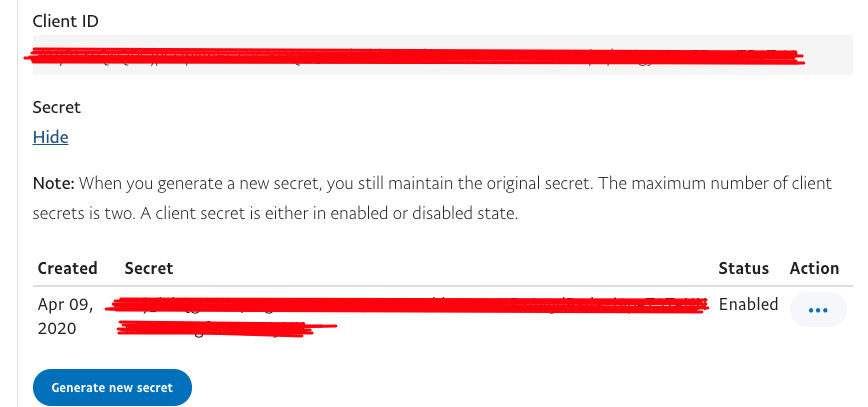 Client ID
Secret
Hide
Note: When you generate a new secret, you still maintain the original secret. The maximum number of client
secrets is two. A client secret is either in enabled or disabled state.
Created Secret Status Action
Apr 09, Enabled
2020
Generate new secret